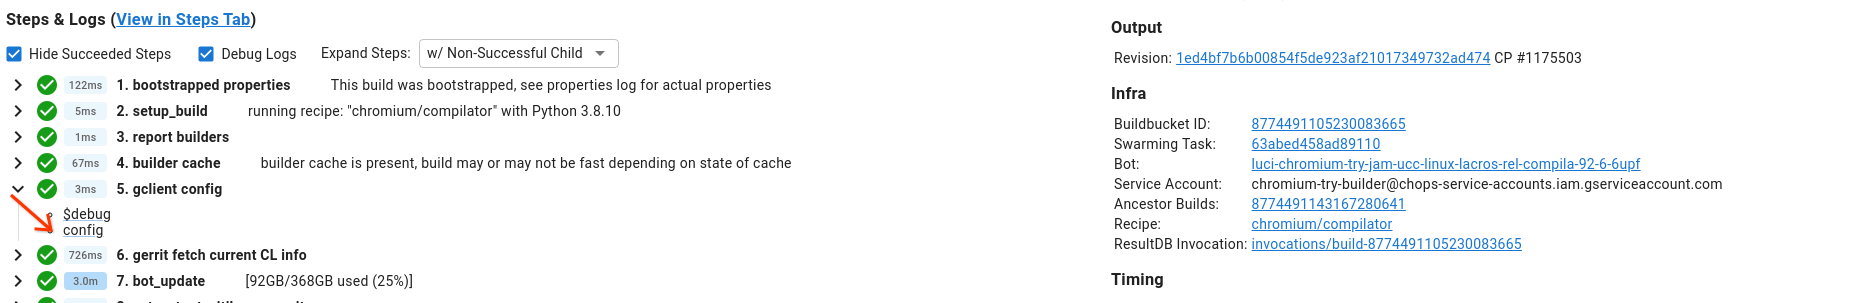 Steps & Logs (View in Steps Tab)
Hide Succeeded Steps Debug Logs Expand Steps: w/ Non-Successful Child
122ms 1. bootstrapped properties This build was bootstrapped, see properties log for actual properties
5ms 2. setup_build running recipe: "chromium/compilator" with Python 3.8.10
1ms 3. report builders
67ms 4. builder cache builder cache is present, build may or may not be fast depending on state of cache
3ms 5. gclient config
$debug
config
726ms 6. gerrit fetch current CL info
3.0m 7. bot_update [92GB/368GB used (25%)]
Output
Revision: 1ed4bf7b6b00854f5de923af21017349732ad474 CP #1175503
Infra
Buildbucket ID: 8774491105230083665
Swarming Task: 63abed458ad89110
Bot: luci-chromium-try-jam-ucc-linux-lacros-rel-compila-92-6-6upf
Service Account: chromium-try-builder@chops-service-accounts.iam.gserviceaccount.com
Ancestor Builds: 8774491143167280641
Recipe: chromium/compilator
ResultDB Invocation: invocations/build-8774491105230083665
Timing